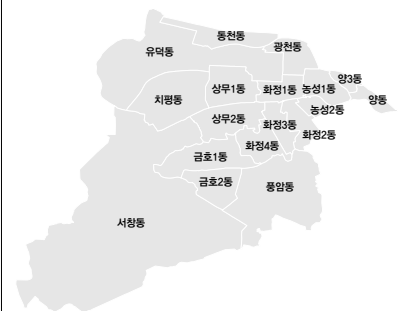 동천동
유덕동
광천동
양3동
치평동
상무1동
화정1동
농성1동
양동
농성2동
상무2동
화정3동
화정2동
화정4동
금호1동
금호2동
풍암동
서창동